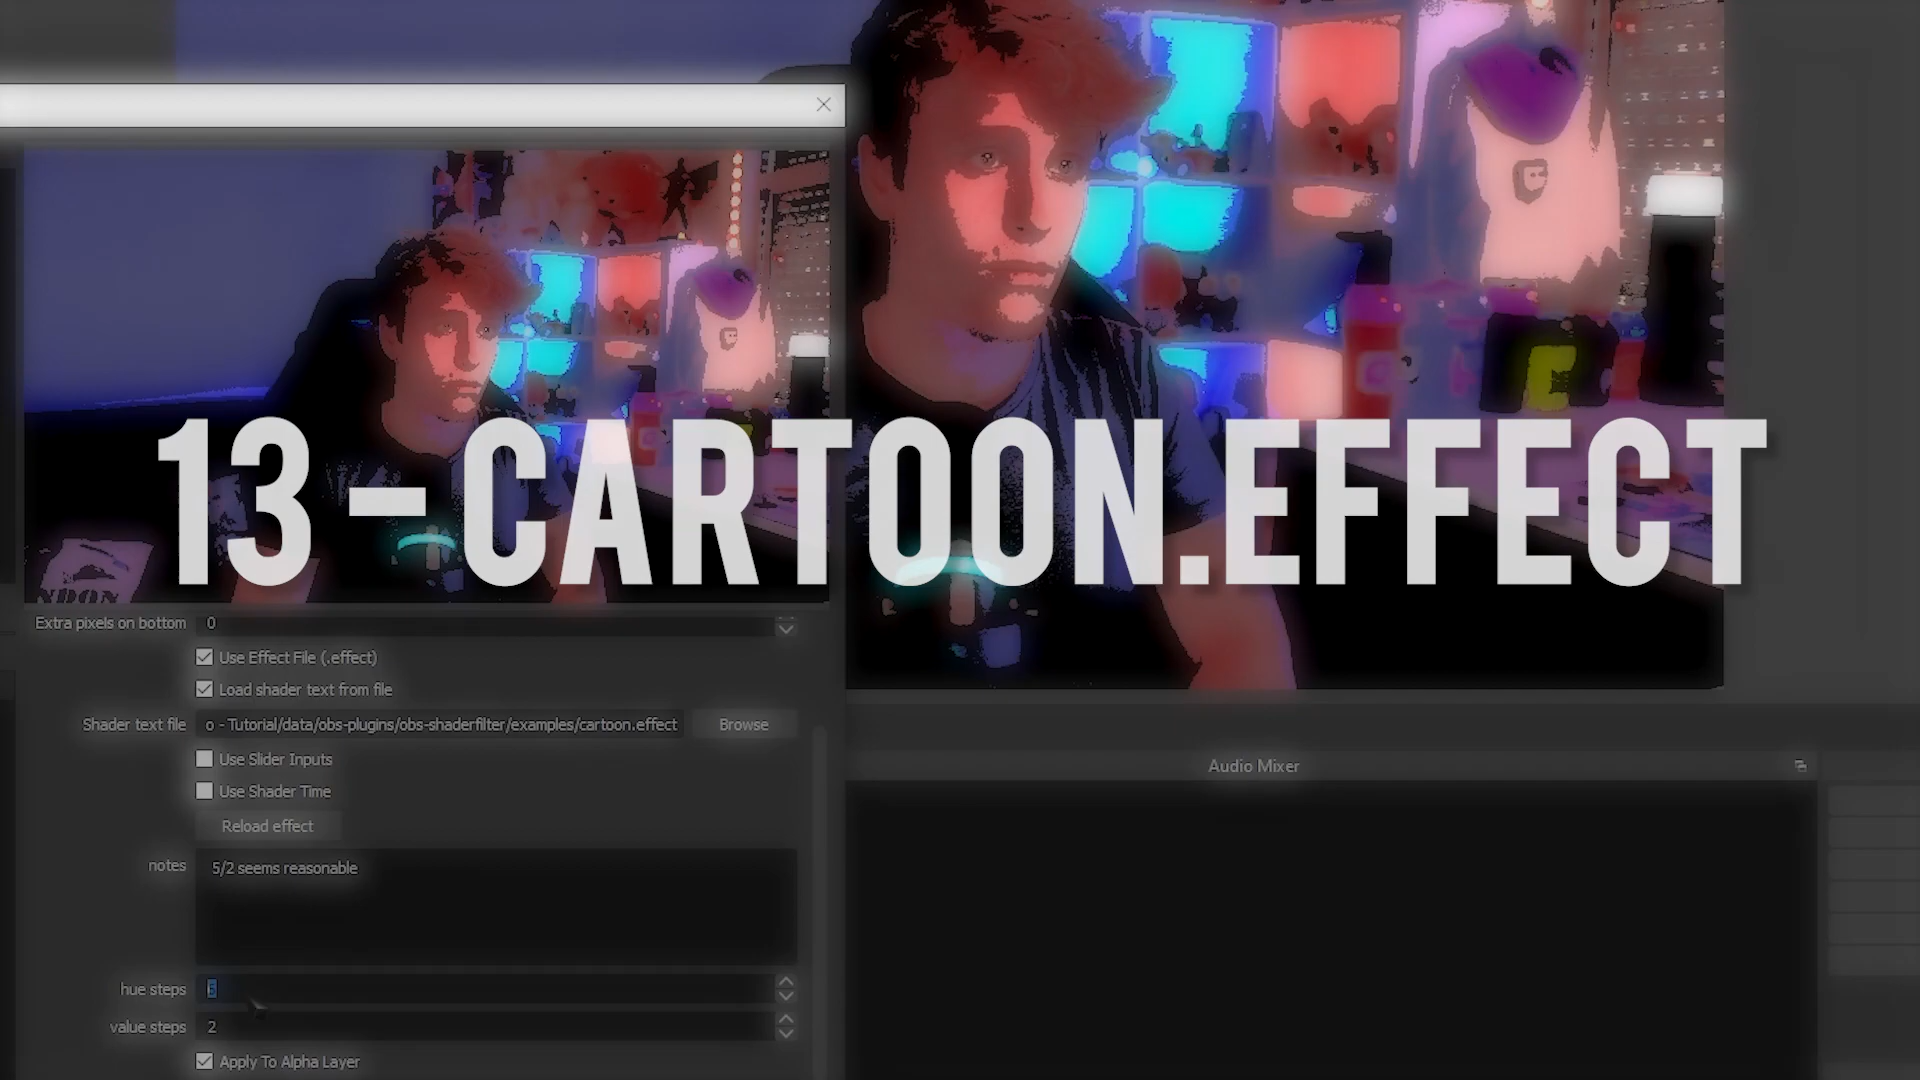 13 - CARTOON.EFFECT
NDON
Extra pixels on bottom 0
Use Effect File (.effect)
Load shader text from file
Shader text file o - Tutorial/data/obs-plugins/obs-shaderfilter/examples/cartoon.effect Browse
Use Slider Inputs
Use Shader Time
Reload effect
notes 5/2 seems reasonable
hue steps 5
value steps 2
Apply To Alpha Layer
Audio Mixer